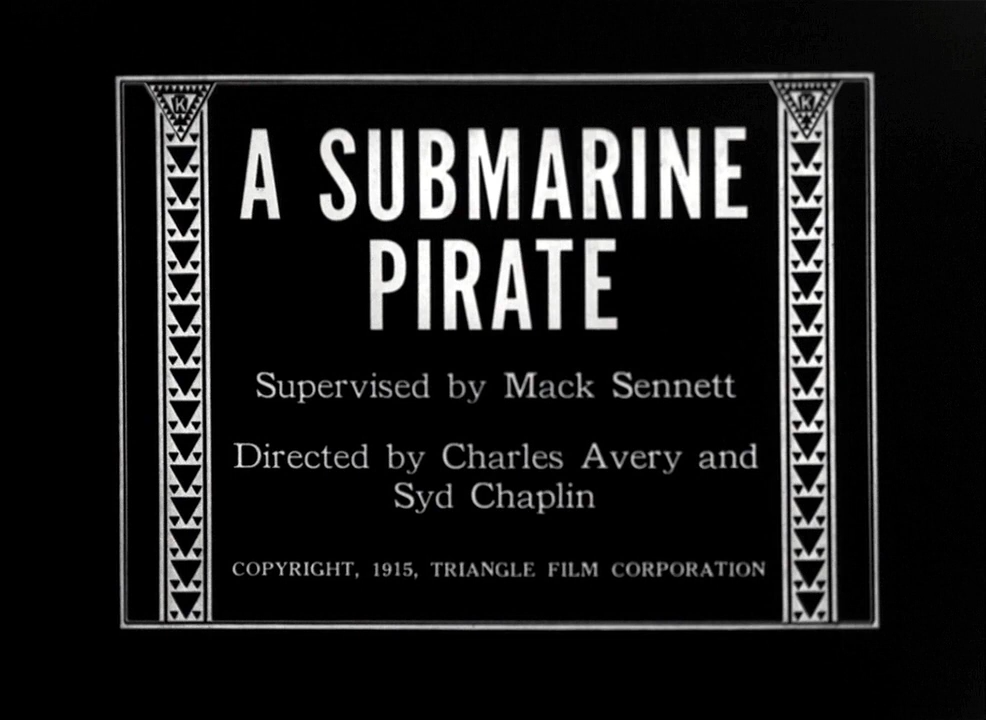 K K
A SUBMARINE
PIRATE
Supervised by Mack Sennett
Directed by Charles Avery and
Syd Chaplin
COPYRIGHT, 1915, TRIANGLE FILM CORPORATION